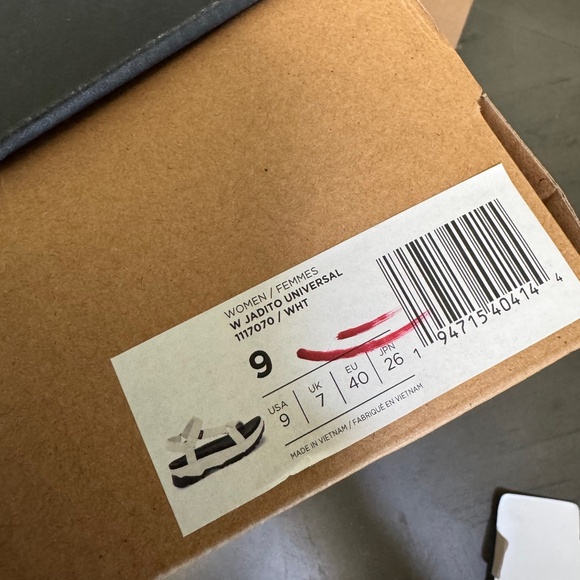 WOMEN / FEMMES
W JADITO UNIVERSAL
1117070 / WHT
9
USA UK EU JPN
9 7 40 26
MADE IN VIETNAM / FABRIQUÉ EN VIETNAM
1 94715 40414 4